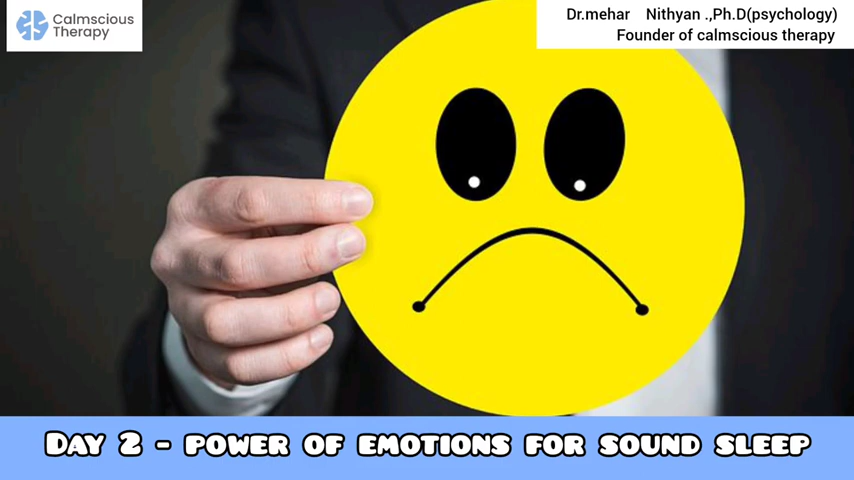 Calmscious
Therapy
Dr.mehar Nithyan .,Ph.D(psychology)
Founder of calmscious therapy
Day 2 - power of emotions for sound sleep